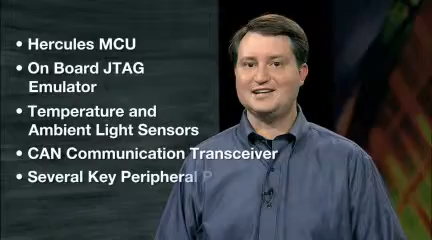 • Hercules MCU
• On Board JTAG
Emulator
• Temperature and
Ambient Light Sensors
• CAN Communication Transceiver
• Several Key Peripheral P